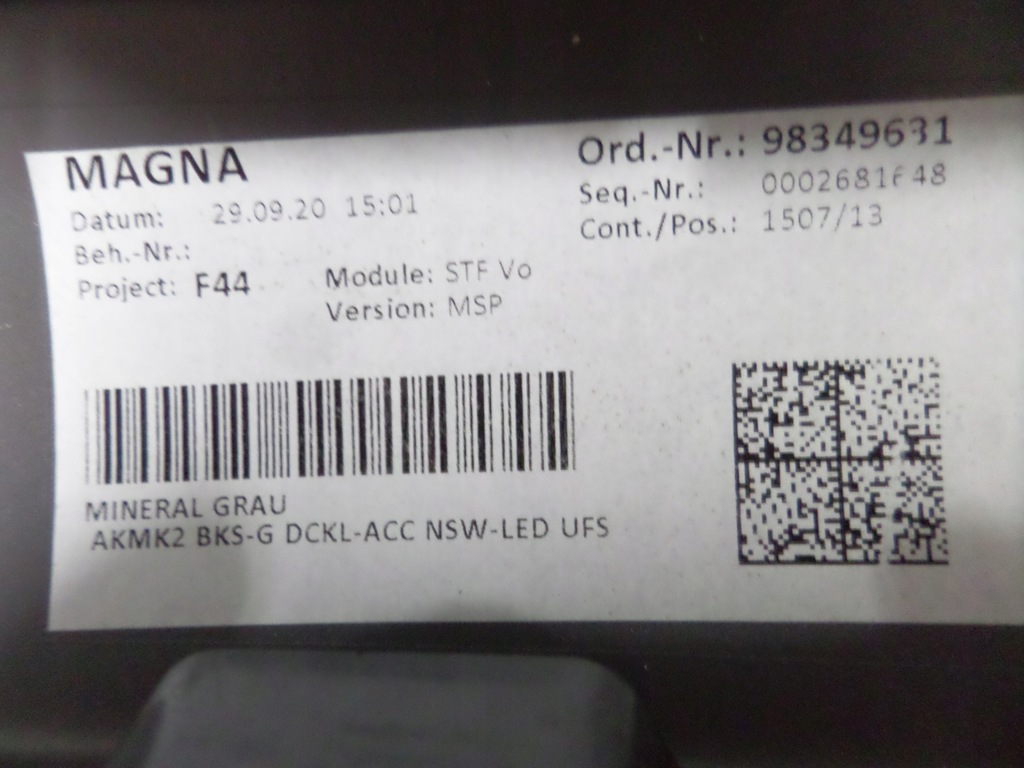 MAGNA
Datum: 29.09.20 15:01
Beh.-Nr.:
Project: F44
Module: STF Vo
Version: MSP
Ord.-Nr.: 98349631
Seq.-Nr.:
Cont./Pos.: 1507/13
MINERAL GRAU
AKMK2 BKS-G DCKL-ACC NSW-LED UFS